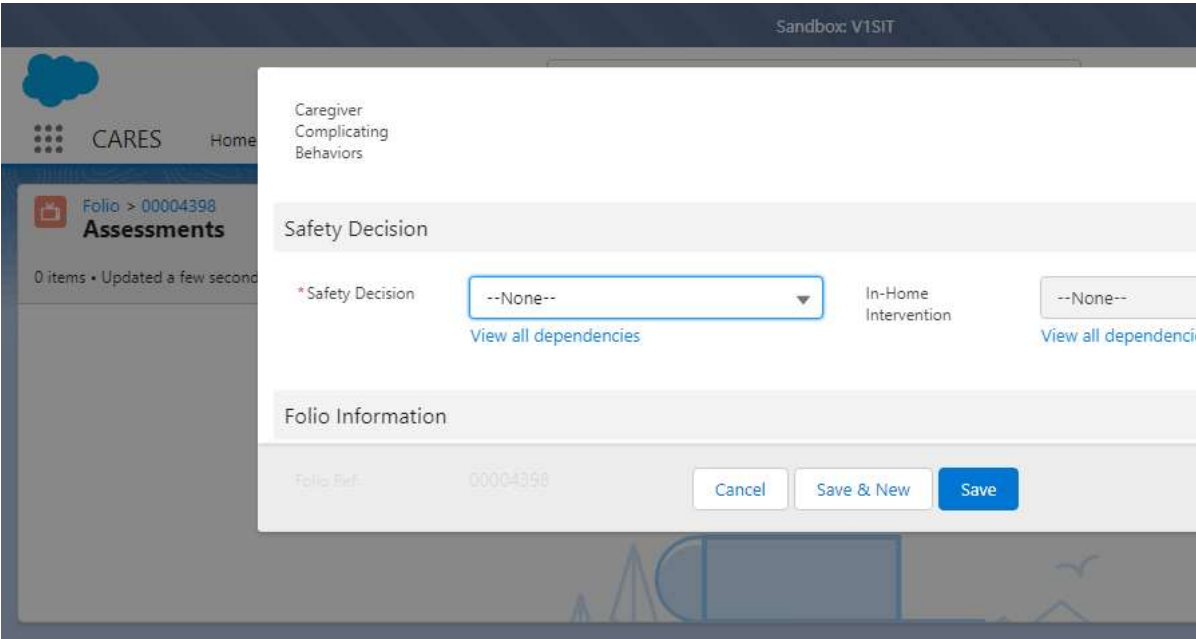 Sandbox: V1SIT
CARES Home
Folio > 00004398
Assessments
0 items • Updated a few second
Caregiver
Complicating
Behaviors
Safety Decision
*Safety Decision
--None--
View all dependencies
In-Home
Intervention
--None--
View all dependencie
Folio Information
Folio Ref
00004398
Cancel
Save & New
Save